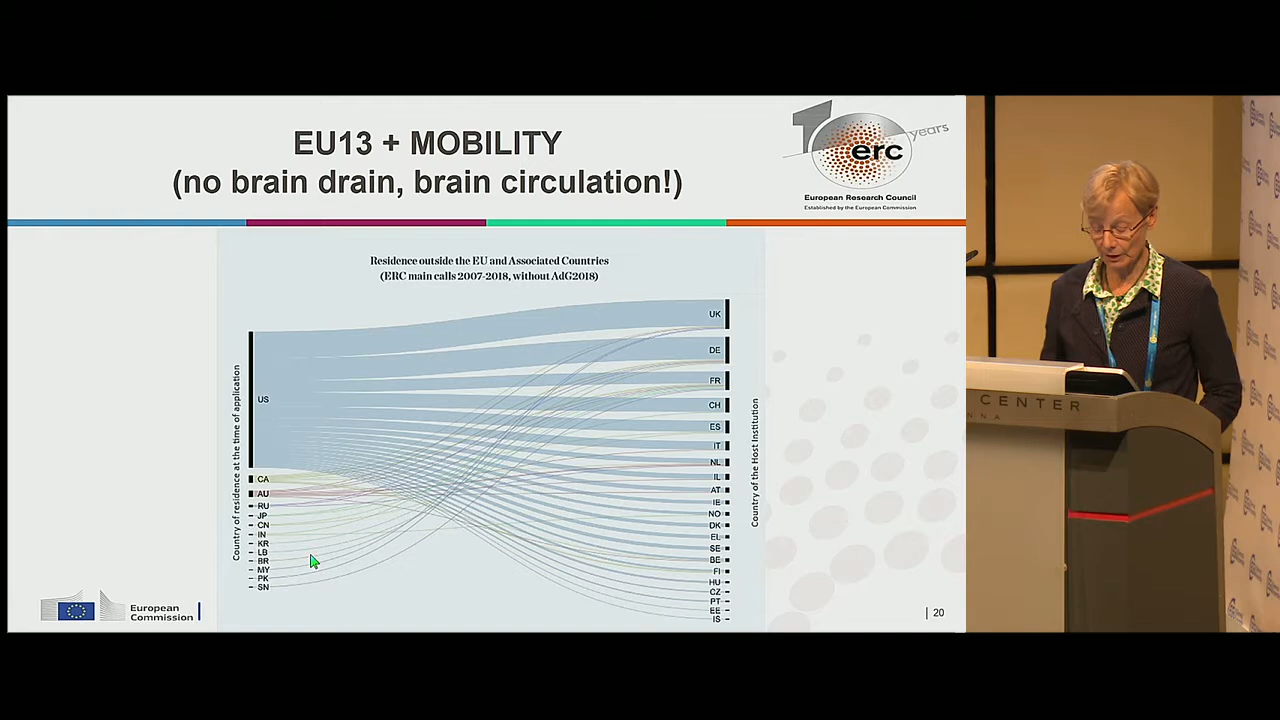 EU13 + MOBILITY
(no brain drain, brain circulation!)
years
erc
European Research Council
Established by the European Commission
Residence outside the EU and Associated Countries
(ERC main calls 2007-2018, without AdG2018)
Country of residence at the time of application
US
CA
AU
RU
JP
CN
IN
KR
LB
BR
MY
PK
SN
UK
DE
FR
CH
ES
IT
NL
IL
AT
IE
NO
DK
EL
SE
BE
FI
HU
CZ
PT
EE
IS
Country of the Host Institution
European
Commission
| 20
CENTER